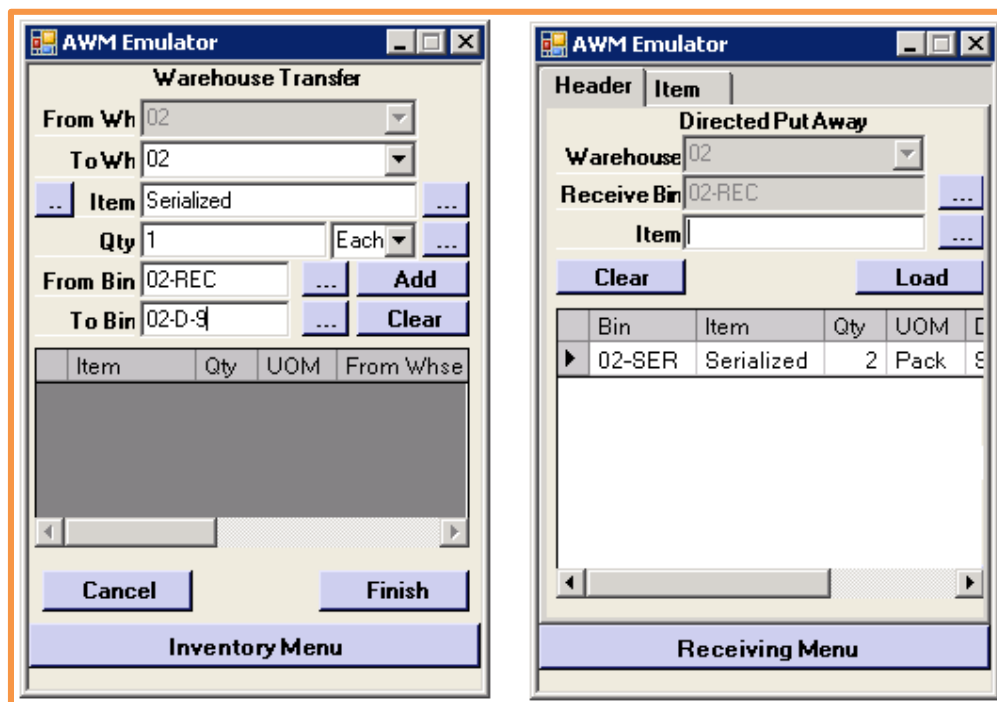 AWM Emulator
Warehouse Transfer
From Wh 02
To Wh 02
.. Item Serialized ...
Qty 1 Each ...
From Bin 02-REC ... Add
To Bin 02-D-9 ... Clear
Item Qty UOM From Whse
Cancel Finish
Inventory Menu
AWM Emulator
Header Item
Directed Put Away
Warehouse 02
Receive Bin 02-REC ...
Item ...
Clear Load
Bin Item Qty UOM
02-SER Serialized 2 Pack
Receiving Menu